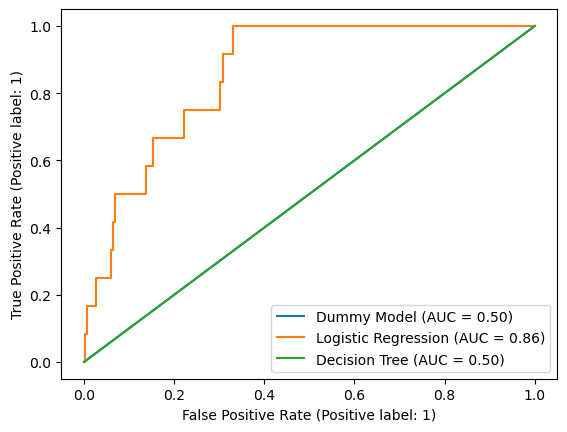 1.0
0.8
0.6
0.4
0.2
0.0
True Positive Rate (Positive label: 1)
Dummy Model (AUC = 0.50)
Logistic Regression (AUC = 0.86)
Decision Tree (AUC = 0.50)
0.0 0.2 0.4 0.6 0.8 1.0
False Positive Rate (Positive label: 1)